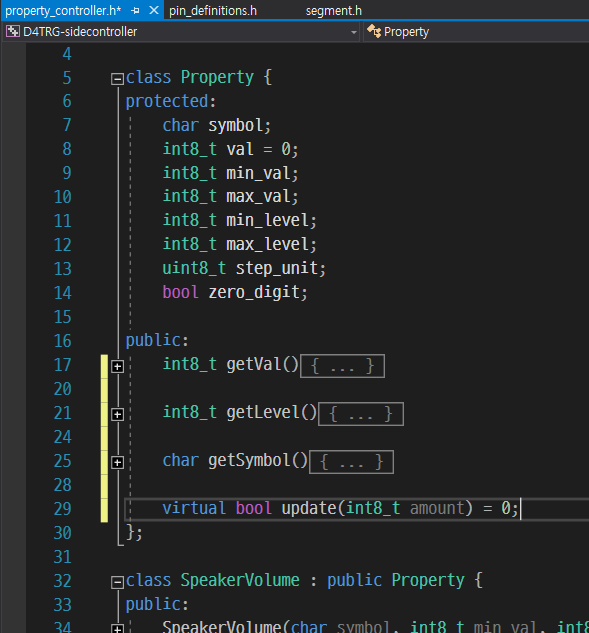 property_controller.h* pin_definitions.h segment.h
D4TRG-sidecontroller Property
4
5 class Property {
6 protected:
7 char symbol;
8 int8_t val = 0;
9 int8_t min_val;
10 int8_t max_val;
11 int8_t min_level;
12 int8_t max_level;
13 uint8_t step_unit;
14 bool zero_digit;
15
16 public:
17 int8_t getVal(){ ... }
20
21 int8_t getLevel(){ ... }
24
25 char getSymbol(){ ... }
28
29 virtual bool update(int8_t amount) = 0;
30 };
31
32 class SpeakerVolume : public Property {
33 public:
34 SpeakerVolume(char symbol, int8_t min_val, int8